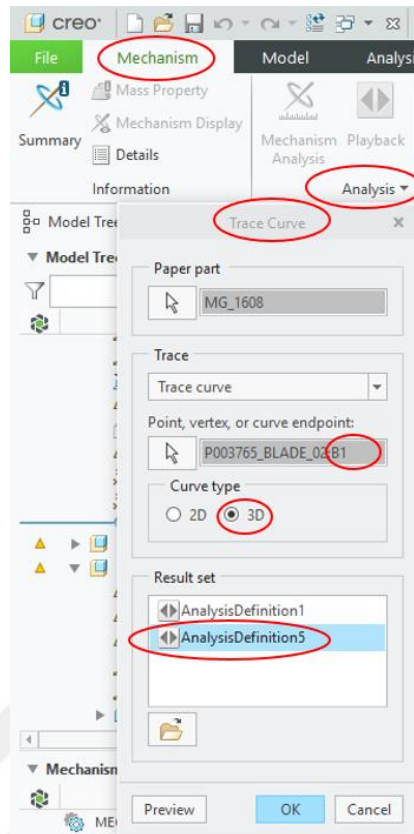 creo®
File Mechanism Model Analysi
Summary
Mass Property
Mechanism Display
Details
Mechanism Analysis
Playback
Information Analysis
Model Tree
Trace Curve
Model Tree
Paper part
MG_1608
Trace
Trace curve
Point, vertex, or curve endpoint:
P003765_BLADE_02:B1
Curve type
2D 3D
Result set
AnalysisDefinition1
AnalysisDefinition5
Mechanism
ME
Preview OK Cancel